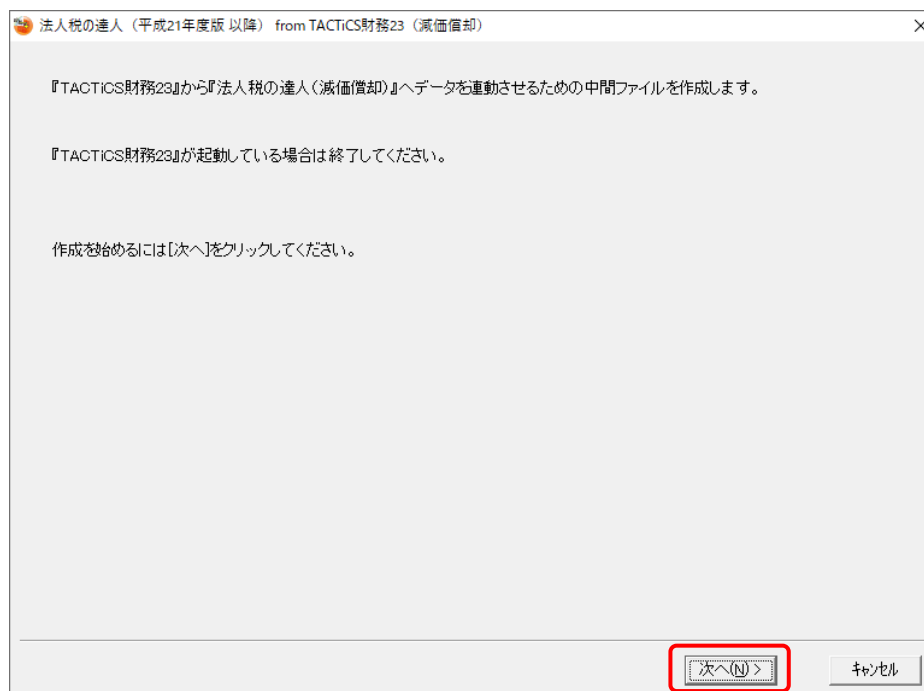 法人税の達人（平成21年度版 以降） from TACTiCS財務23（減価償却）
『TACTiCS財務23』から『法人税の達人（減価償却）』へデータを連動させるための中間ファイルを作成します。
『TACTiCS財務23』が起動している場合は終了してください。
作成を始めるには[次へ]をクリックしてください。
次へ(N) >
キャンセル